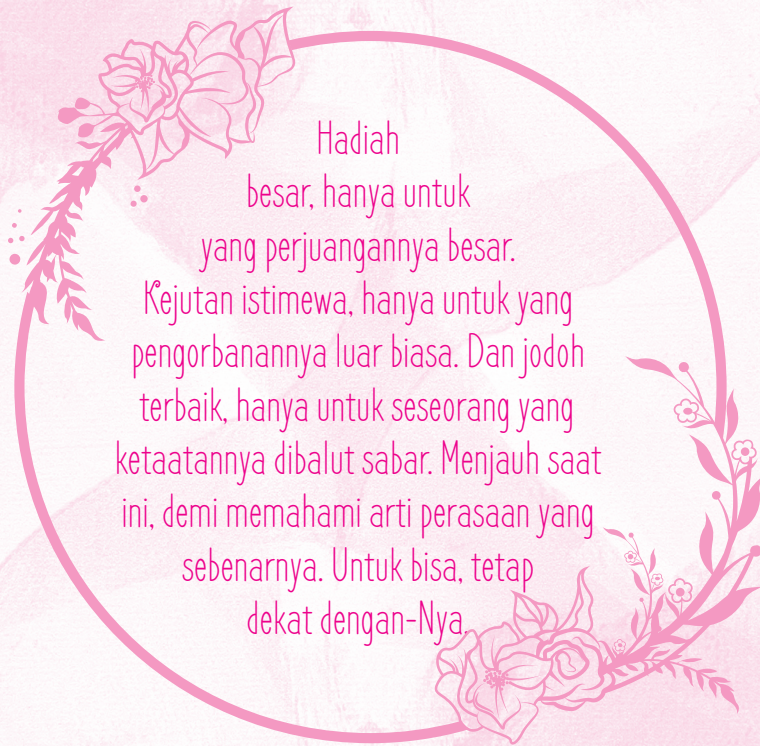 Hadiah
besar, hanya untuk
yang perjuangannya besar.
Kejutan istimewa, hanya untuk yang
pengorbanannya luar biasa. Dan jodoh
terbaik, hanya untuk seseorang yang
ketaatannya dibalut sabar. Menjauh saat
ini, demi memahami arti perasaan yang
sebenarnya. Untuk bisa, tetap
dekat dengan-Nya.